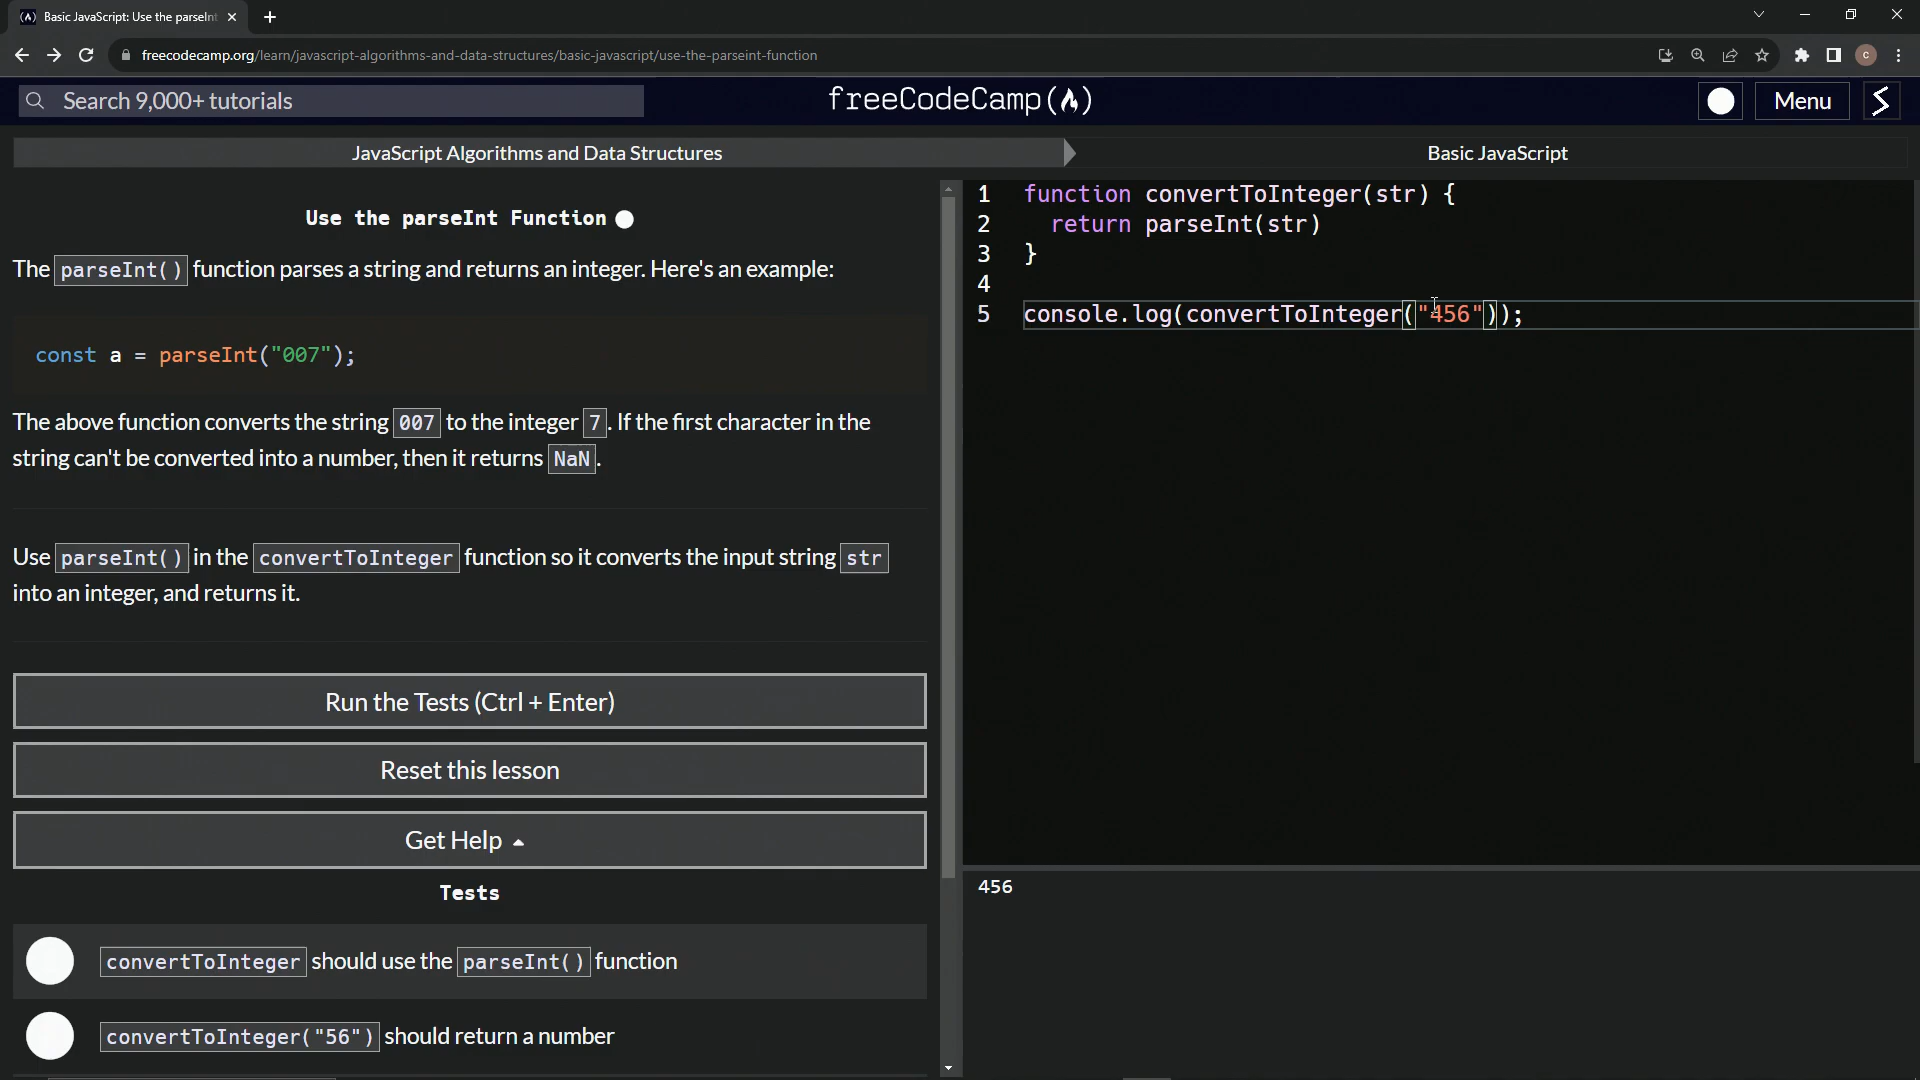 Basic JavaScript: Use the parseInt
freecodecamp.org/learn/javascript-algorithms-and-data-structures/basic-javascript/use-the-parseint-function
c
Search 9,000+ tutorials
freeCodeCamp
Menu
JavaScript Algorithms and Data Structures
Basic JavaScript
Use the parseInt Function
The parseInt() function parses a string and returns an integer. Here's an example:
const a = parseInt("007");
The above function converts the string 007 to the integer 7. If the first character in the
string can't be converted into a number, then it returns NaN.
Use parseInt() in the convertToInteger function so it converts the input string str
into an integer, and returns it.
Run the Tests (Ctrl + Enter)
Reset this lesson
Get Help
Tests
convertToInteger should use the parseInt() function
convertToInteger("56") should return a number
1 function convertToInteger(str) {
2 return parseInt(str)
3 }
4
5 console.log(convertToInteger("456"));
456